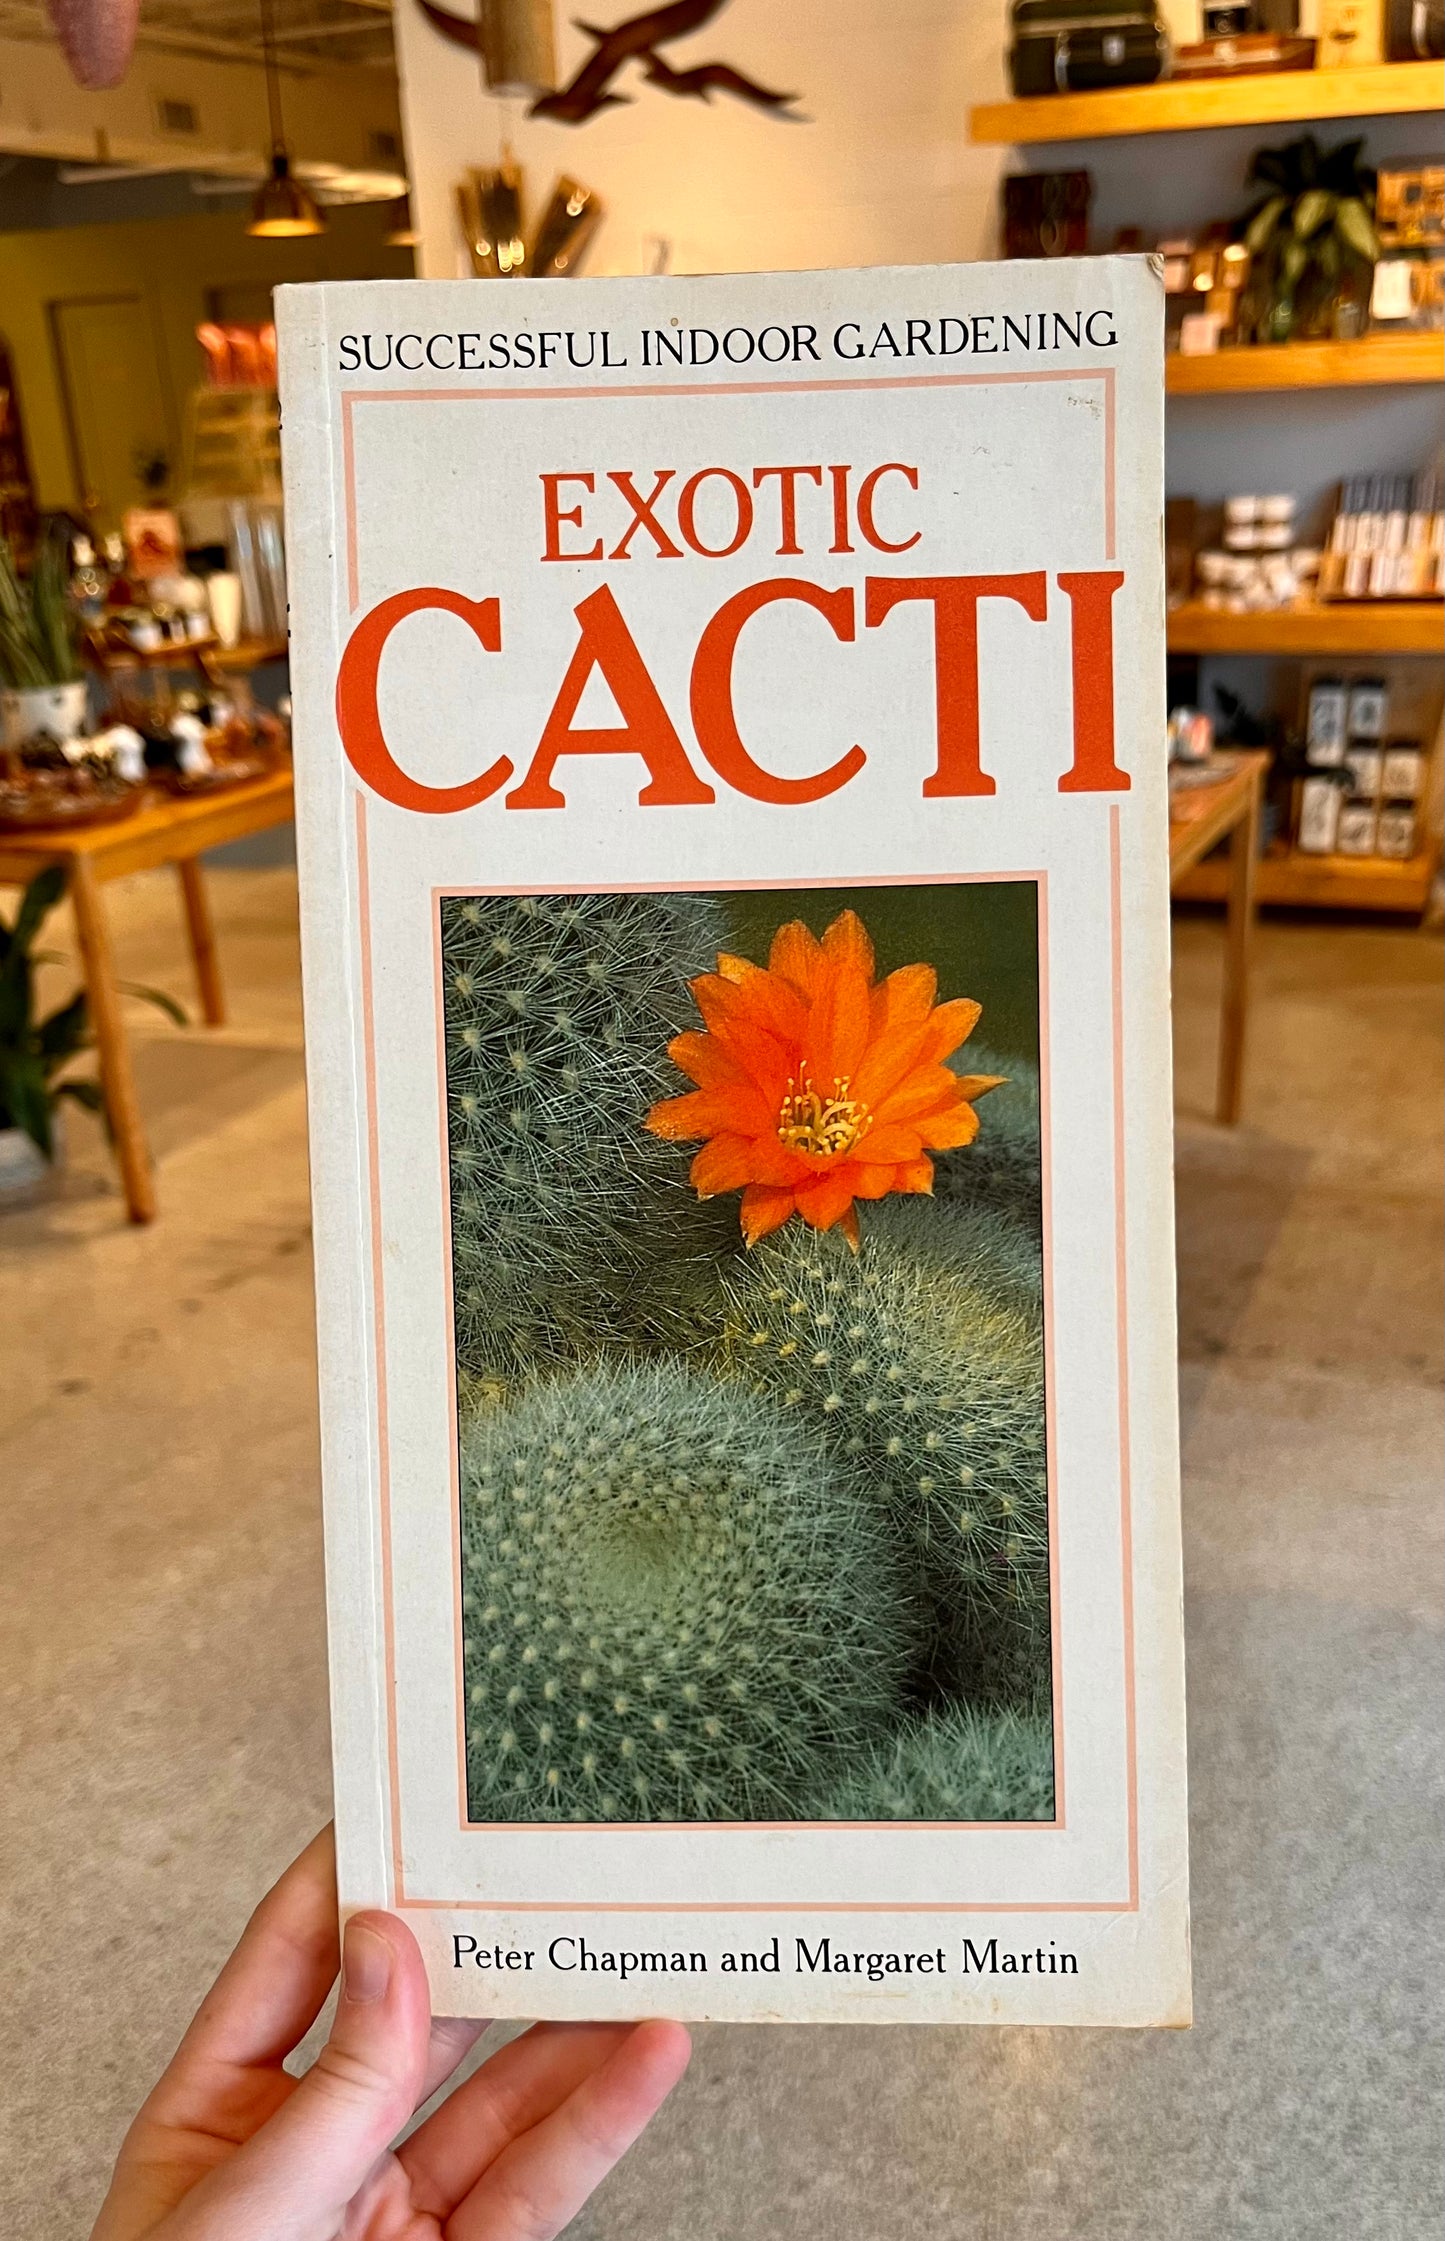 SUCCESSFUL INDOOR GARDENING
EXOTIC
CACTI
Peter Chapman and Margaret Martin